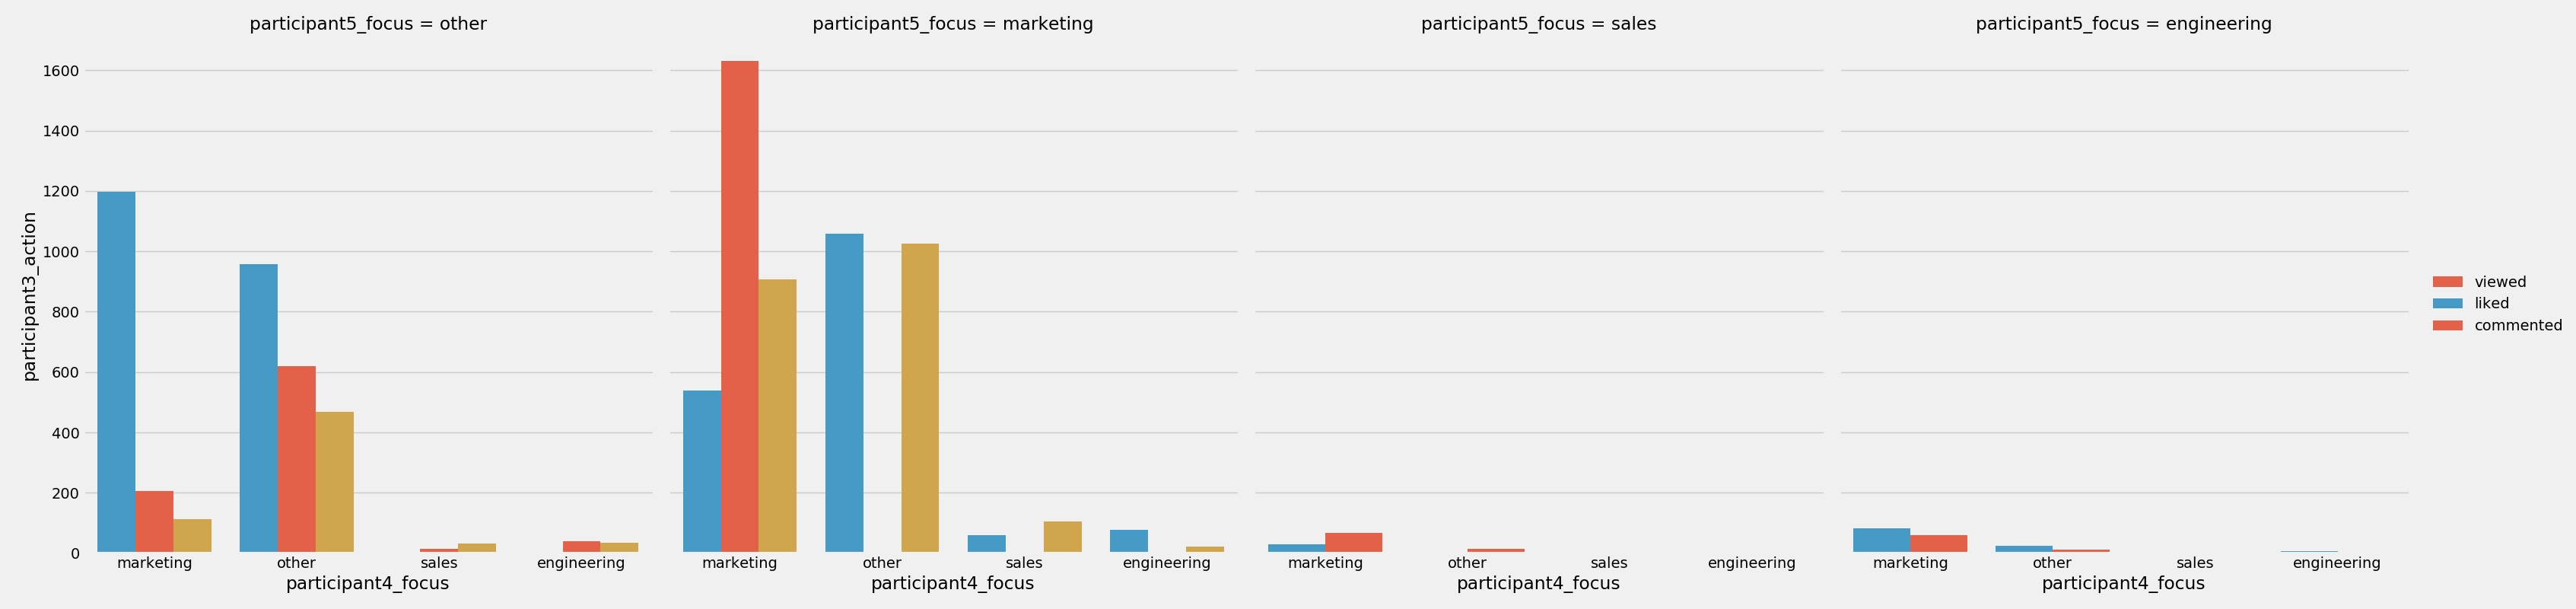 participant5_focus = other
participant5_focus = marketing
participant5_focus = sales
participant5_focus = engineering
participant3_action
1600
1400
1200
1000
800
600
400
200
0
marketing other sales engineering
participant4_focus
marketing other sales engineering
participant4_focus
marketing other sales engineering
participant4_focus
marketing other sales engineering
participant4_focus
viewed
liked
commented